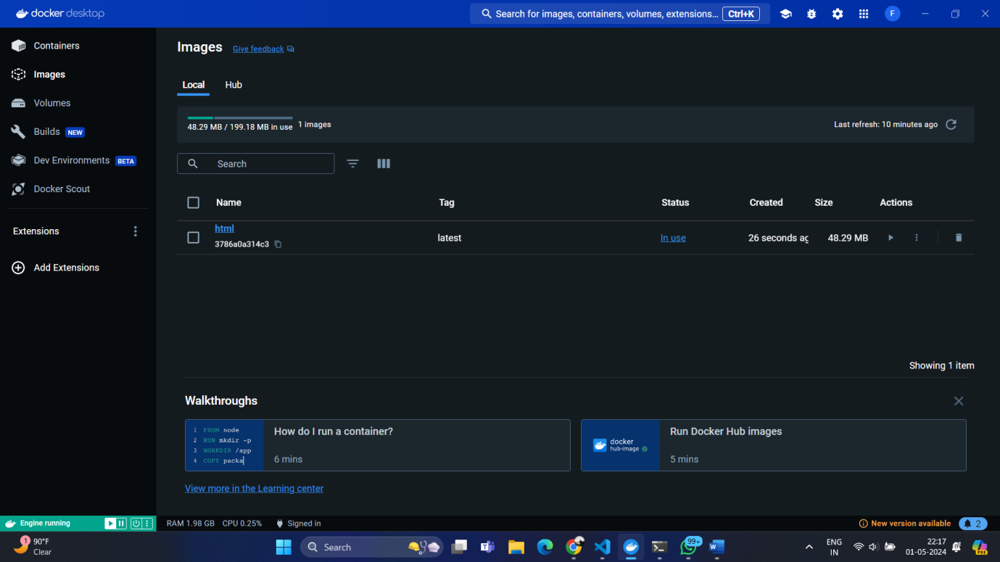 docker desktop
Search for images, containers, volumes, extensions... Ctrl+K
F
Containers
Images
Volumes
Builds NEW
Dev Environments BETA
Docker Scout
Extensions
Add Extensions
Images Give feedback
Local Hub
48.29 MB / 199.18 MB in use 1 images
Last refresh: 10 minutes ago
Search
Name Tag Status Created Size Actions
html
3786a0a314c3
latest In use 26 seconds ag 48.29 MB
Showing 1 item
Walkthroughs
1 FROM node
2 RUN mkdir -p
3 WORKDIR /app
4 COPY packa
How do I run a container?
6 mins
docker
hub-image
Run Docker Hub images
5 mins
View more in the Learning center
Engine running
RAM 1.98 GB CPU 0.25% Signed in
New version available 2
1
90°F
Clear
Search
99+
ENG
IN
22:17
01-05-2024
PRE